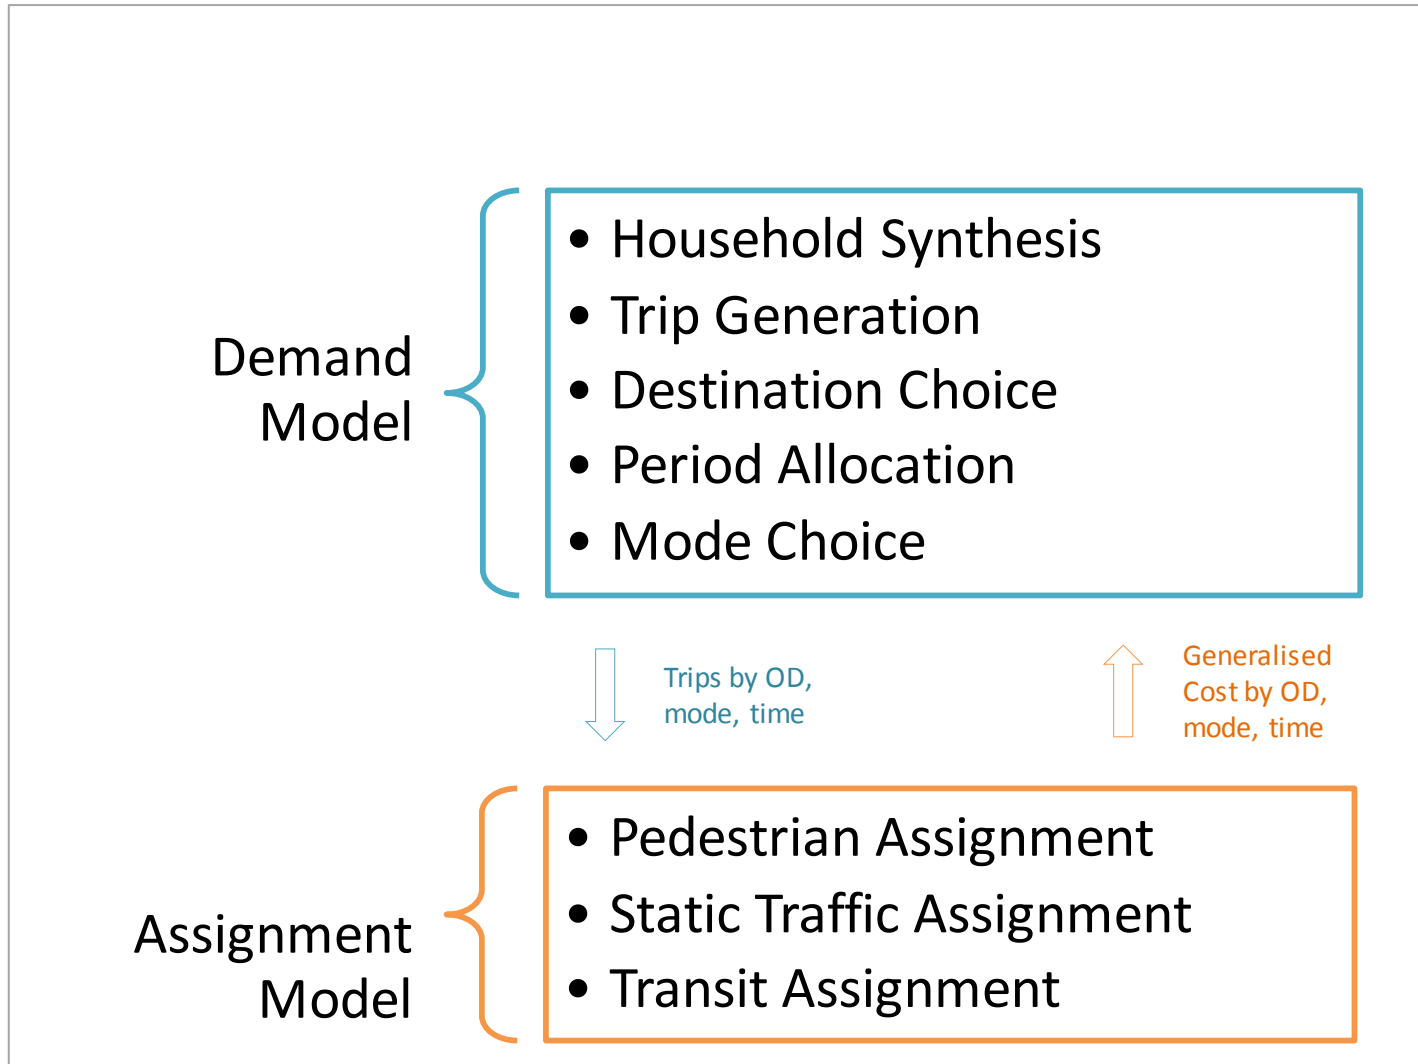 Demand
Model
• Household Synthesis
• Trip Generation
• Destination Choice
• Period Allocation
• Mode Choice
Trips by OD,
mode, time
Generalised
Cost by OD,
mode, time
Assignment
Model
• Pedestrian Assignment
• Static Traffic Assignment
• Transit Assignment